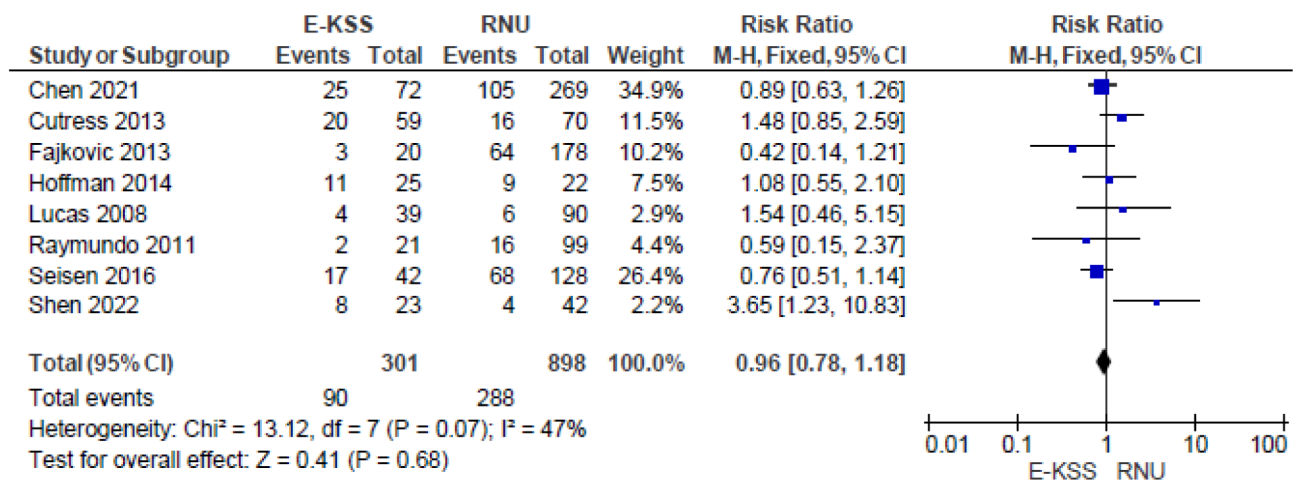 E-KSS RNU Risk Ratio Risk Ratio
Study or Subgroup Events Total Events Total Weight M-H, Fixed, 95% CI M-H, Fixed, 95% CI
Chen 2021 25 72 105 269 34.9% 0.89 [0.63, 1.26]
Cutress 2013 20 59 16 70 11.5% 1.48 [0.85, 2.59]
Fajkovic 2013 3 20 64 178 10.2% 0.42 [0.14, 1.21]
Hoffman 2014 11 25 9 22 7.5% 1.08 [0.55, 2.10]
Lucas 2008 4 39 6 90 2.9% 1.54 [0.46, 5.15]
Raymundo 2011 2 21 16 99 4.4% 0.59 [0.15, 2.37]
Seisen 2016 17 42 68 128 26.4% 0.76 [0.51, 1.14]
Shen 2022 8 23 4 42 2.2% 3.65 [1.23, 10.83]
Total (95% CI) 301 898 100.0% 0.96 [0.78, 1.18]
Total events 90 288
Heterogeneity: Chi² = 13.12, df = 7 (P = 0.07); I² = 47%
Test for overall effect: Z = 0.41 (P = 0.68)
0.01 0.1 1 10 100
E-KSS RNU